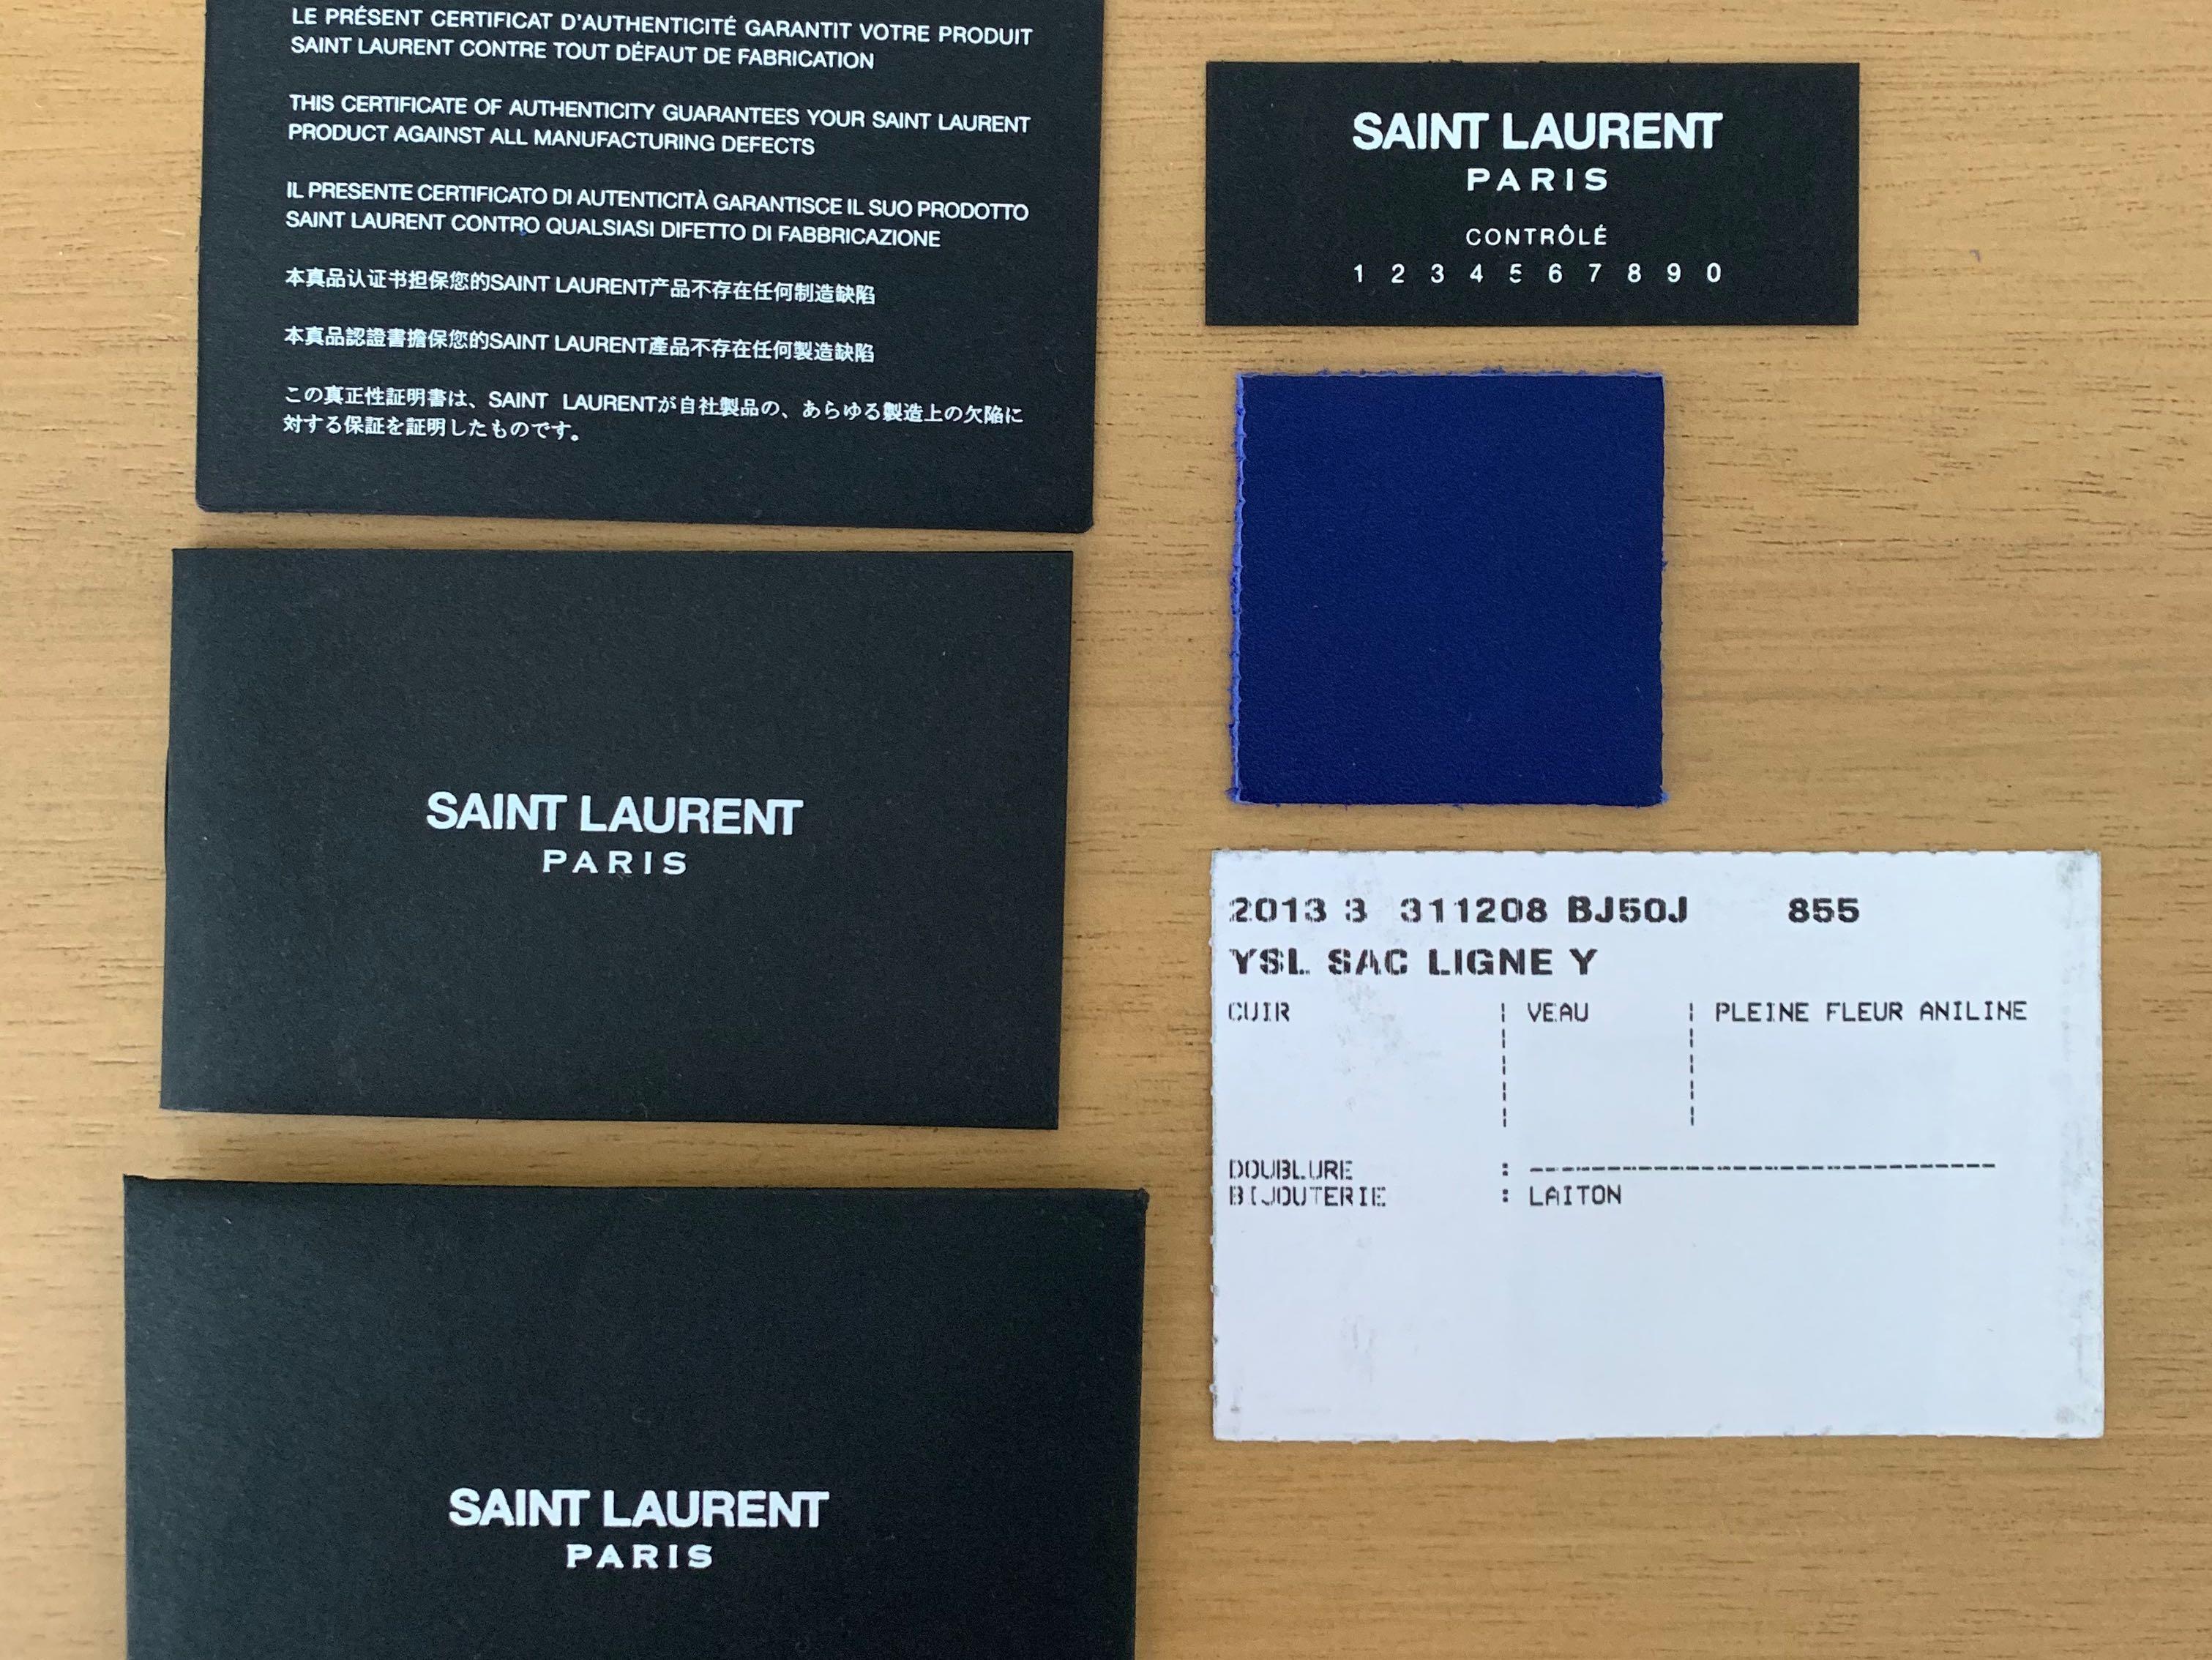 LE PRÉSENT CERTIFICAT D'AUTHENTICITÉ GARANTIT VOTRE PRODUIT
SAINT LAURENT CONTRE TOUT DÉFAUT DE FABRICATION
THIS CERTIFICATE OF AUTHENTICITY GUARANTEES YOUR SAINT LAURENT
PRODUCT AGAINST ALL MANUFACTURING DEFECTS
IL PRESENTE CERTIFICATO DI AUTENTICITÀ GARANTISCE IL SUO PRODOTTO
SAINT LAURENT CONTRO QUALSIASI DIFETTO DI FABBRICAZIONE
本真品认证书担保您的SAINT LAURENT产品不存在任何制造缺陷
本真品認證書擔保您的SAINT LAURENT產品不存在任何製造缺陷
この真正性証明書は、SAINT LAURENTが自社製品の、あらゆる製造上の欠陥に
対する保証を証明したものです。
SAINT LAURENT
PARIS
SAINT LAURENT
PARIS
SAINT LAURENT
PARIS
CONTRÔLÉ
1 2 3 4 5 6 7 8 9 0
2013 3 311208 BJ50J 855
YSL SAC LIGNE Y
CUIR | VEAU | PLEINE FLEUR ANILINE
DOUBLURE : ------------------------------
BIJOUTERIE : LAITON